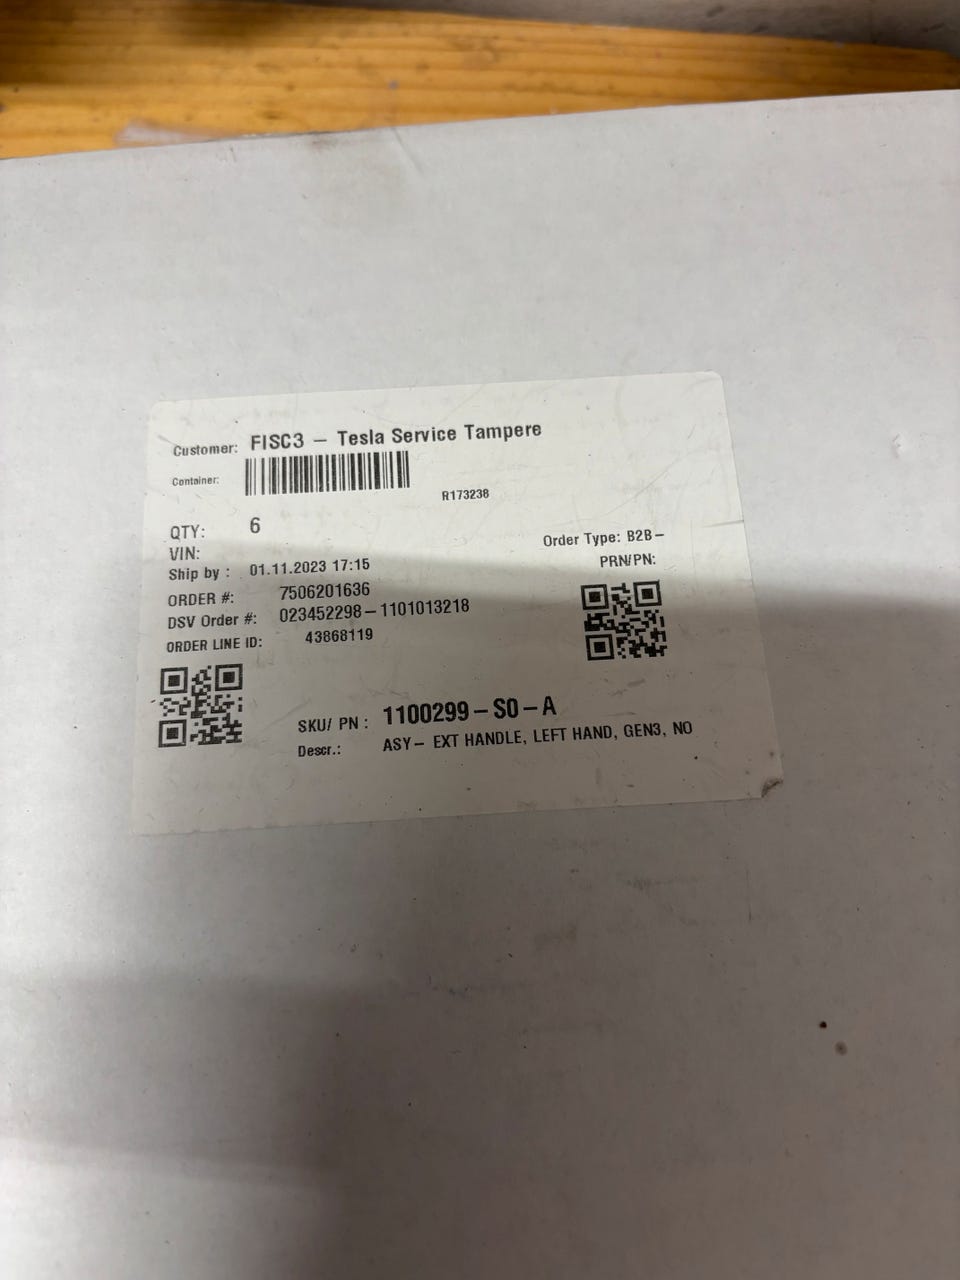 Customer: FISC3 – Tesla Service Tampere
Container:
R173238
QTY: 6
VIN:
Order Type: B2B–
Ship by : 01.11.2023 17:15
PRN/PN:
ORDER #: 7506201636
DSV Order #: 023452298–1101013218
ORDER LINE ID: 43868119
SKU/ PN : 1100299–S0–A
Descr.: ASY– EXT HANDLE, LEFT HAND, GEN3, NO